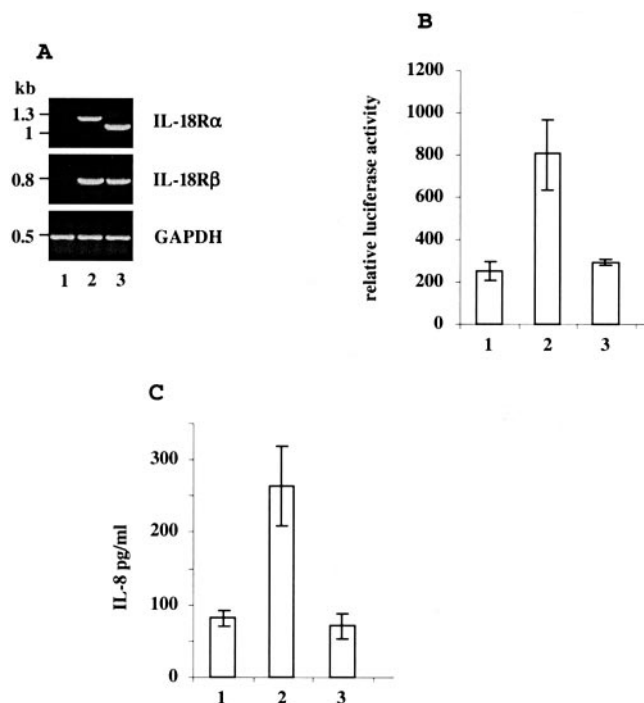 A
kb
1.3
1
IL-18Rα
0.8
IL-18Rβ
0.5
GAPDH
1 2 3
B
relative luciferase activity
1200
1000
800
600
400
200
0
1 2 3
C
IL-8 pg/ml
300
200
100
0
1 2 3